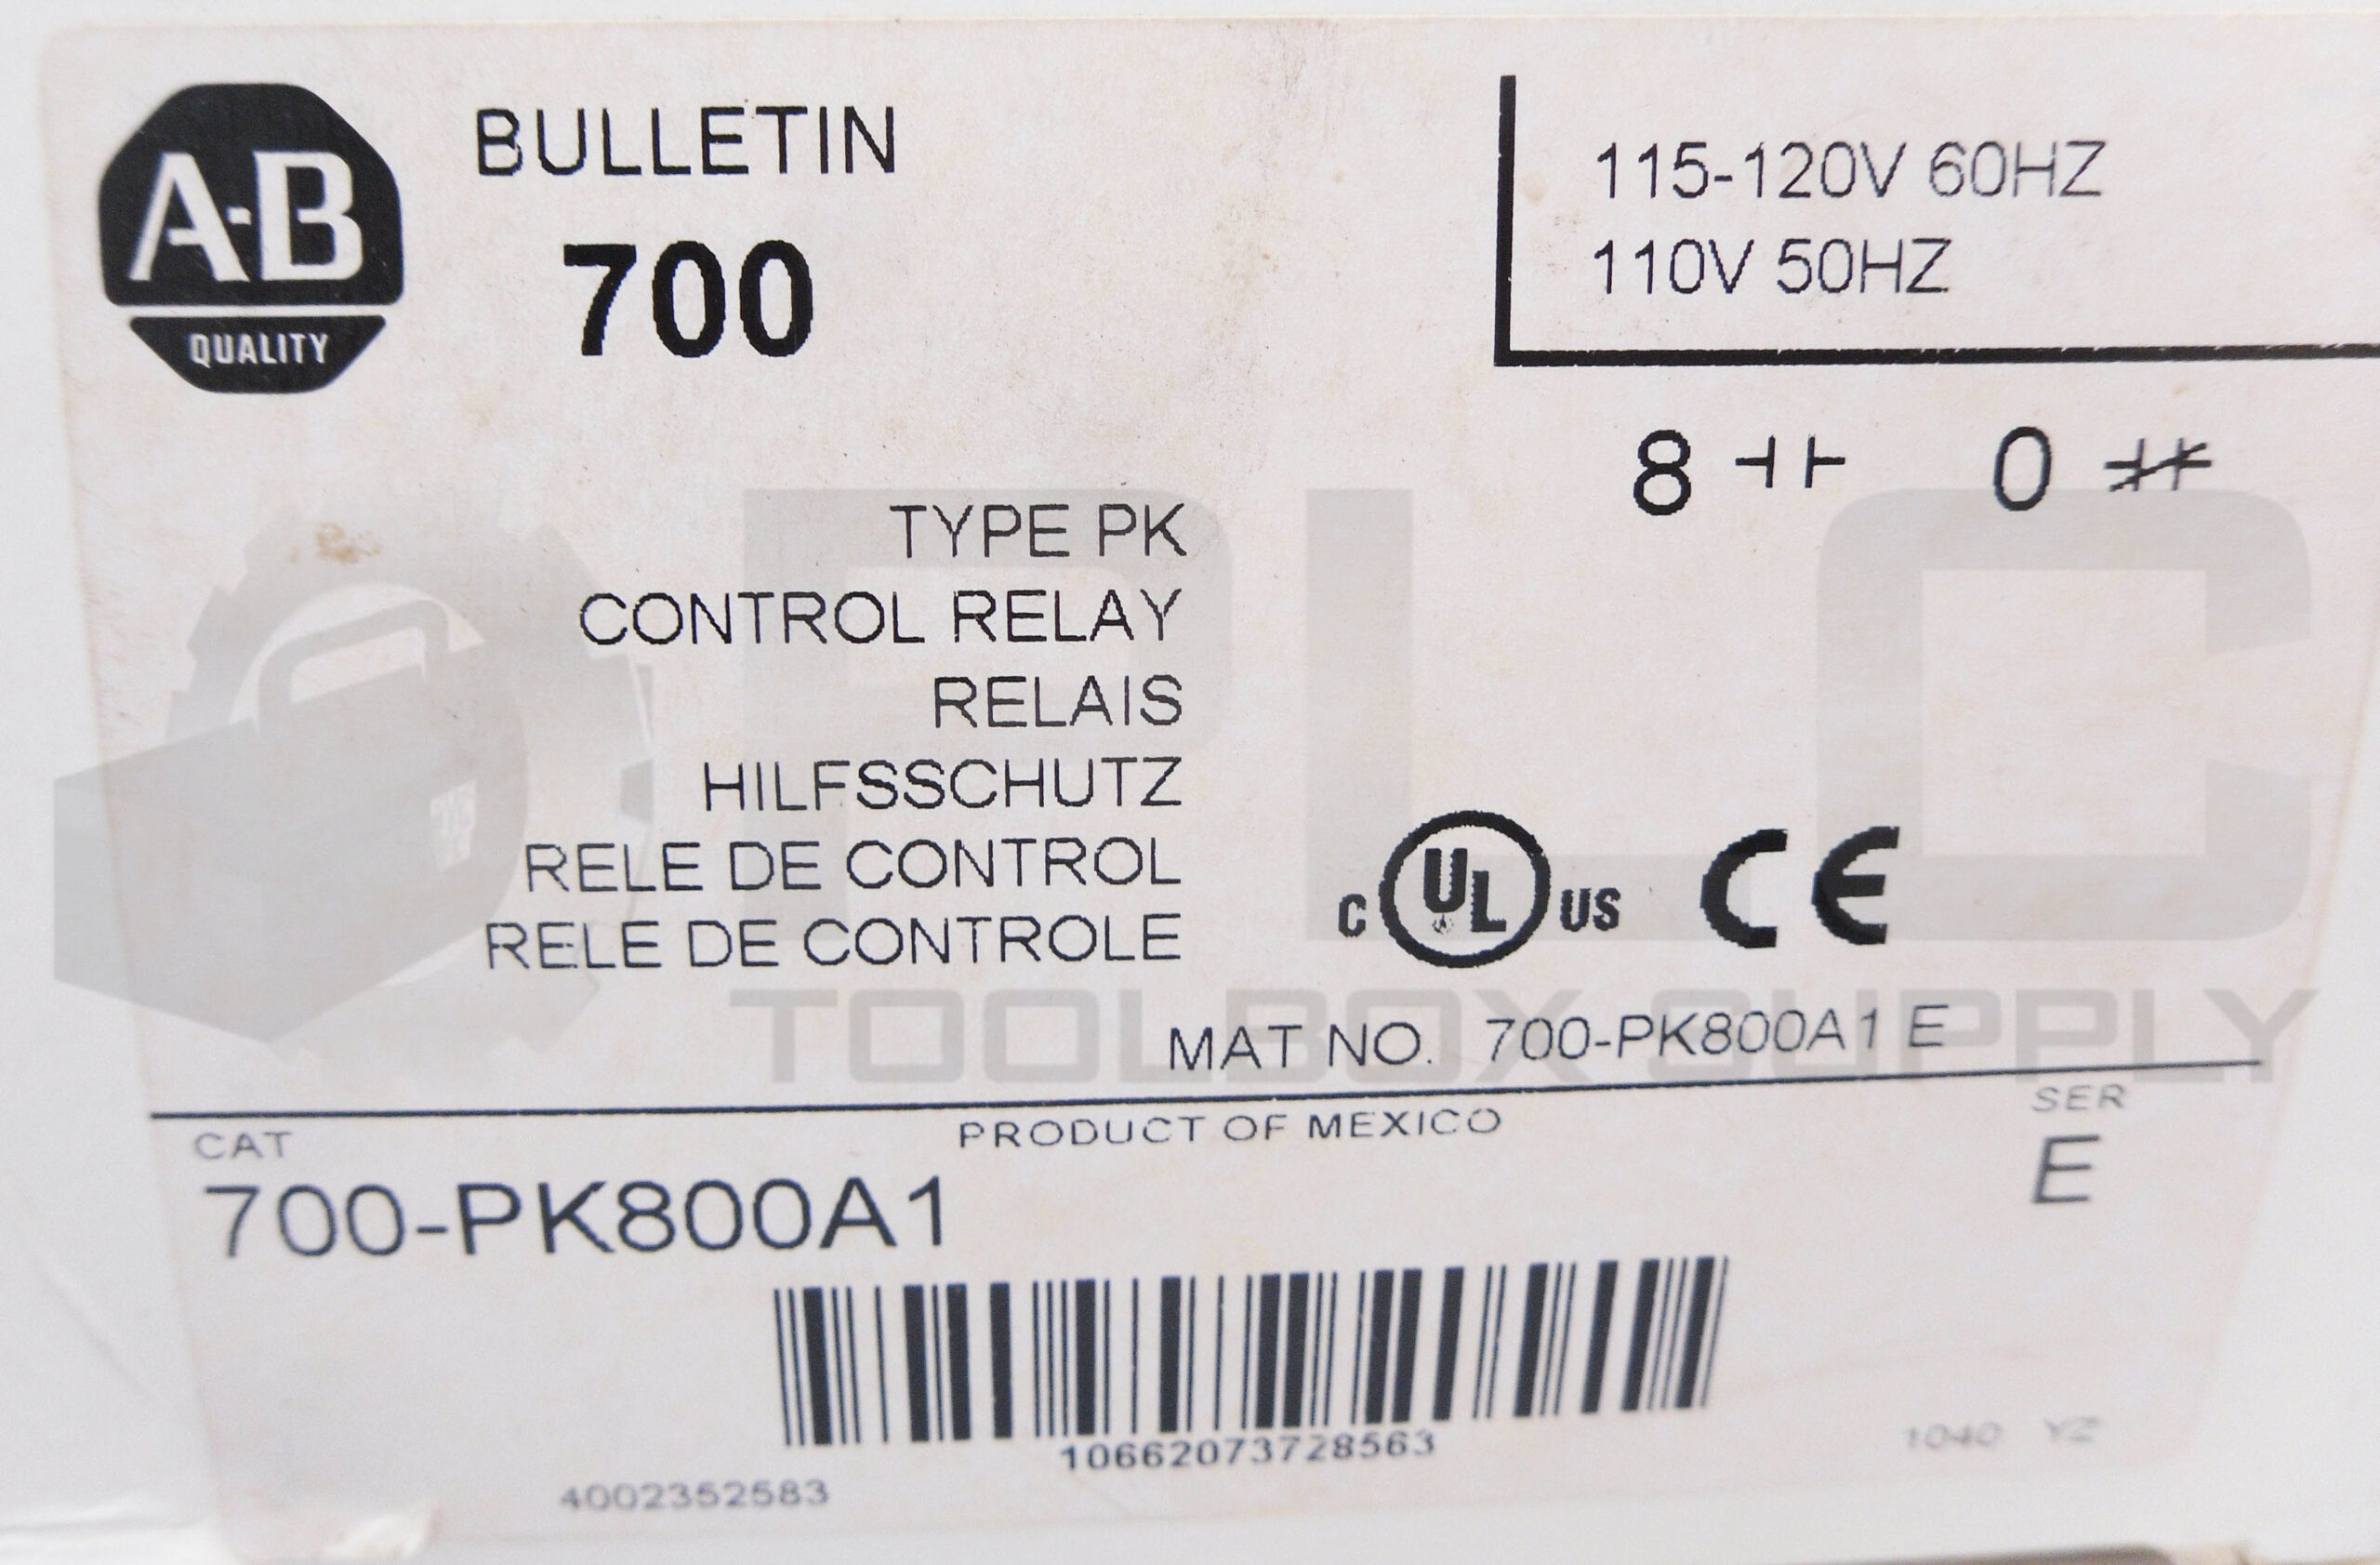 A-B
QUALITY
BULLETIN
700
115-120V 60HZ
110V 50HZ
8 0
TYPE PK
CONTROL RELAY
RELAIS
HILFSSCHUTZ
RELE DE CONTROL
RELE DE CONTROLE
C UL US CE
PLC
TOOLBOX SUPPLY
MAT NO. 700-PK800A1 E
PRODUCT OF MEXICO
CAT
700-PK800A1
SER
E
10662073728563
4002352583
1040 YZ